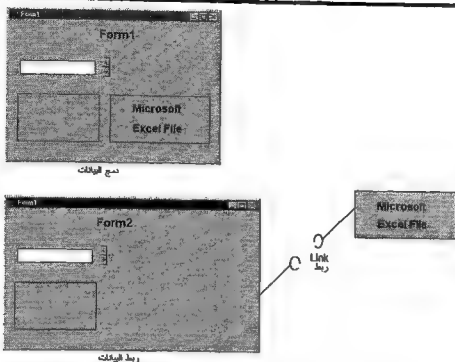 Form1
Form1
Microsoft
Excel File
دمج البيانات
Form1
Form2
Microsoft
Excel File
Link
ربط
ربط البيانات